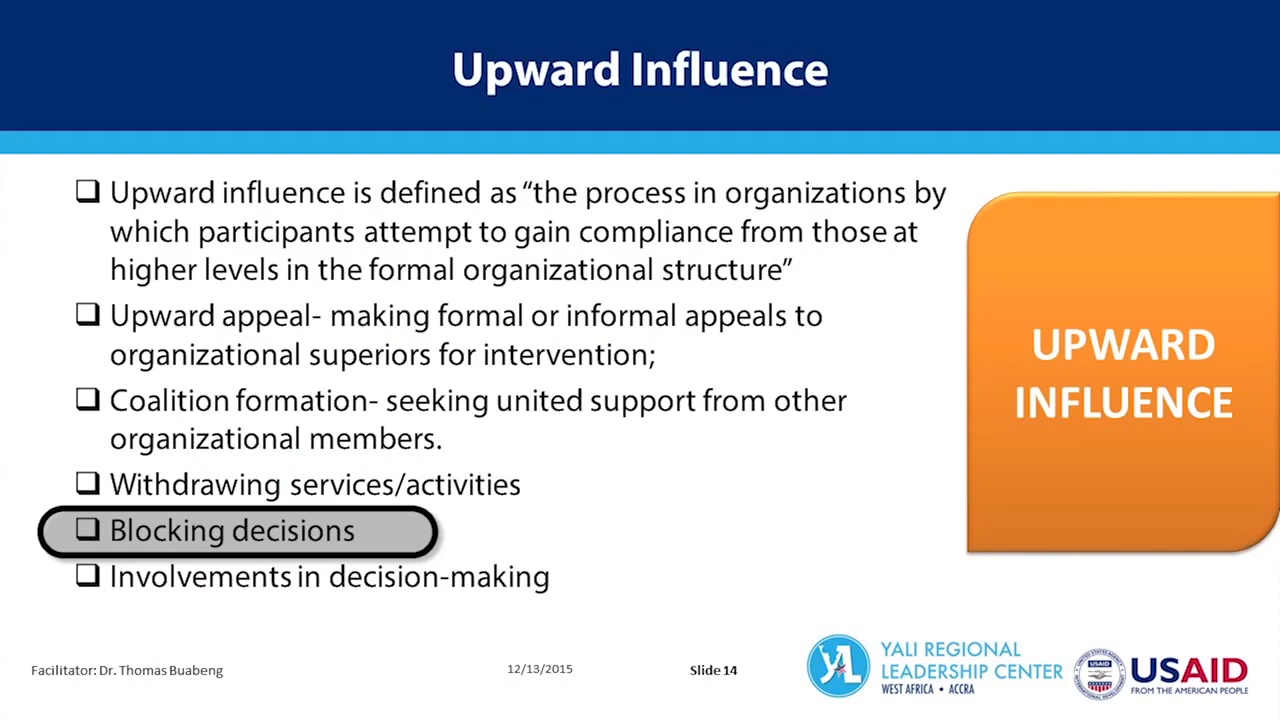 Upward Influence
❑ Upward influence is defined as “the process in organizations by
which participants attempt to gain compliance from those at
higher levels in the formal organizational structure”
❑ Upward appeal- making formal or informal appeals to
organizational superiors for intervention;
❑ Coalition formation- seeking united support from other
organizational members.
❑ Withdrawing services/activities
❑ Blocking decisions
❑ Involvements in decision-making
UPWARD
INFLUENCE
Facilitator: Dr. Thomas Buabeng
12/13/2015
Slide 14
YALI REGIONAL
LEADERSHIP CENTER
WEST AFRICA • ACCRA
USAID
USAID
FROM THE AMERICAN PEOPLE